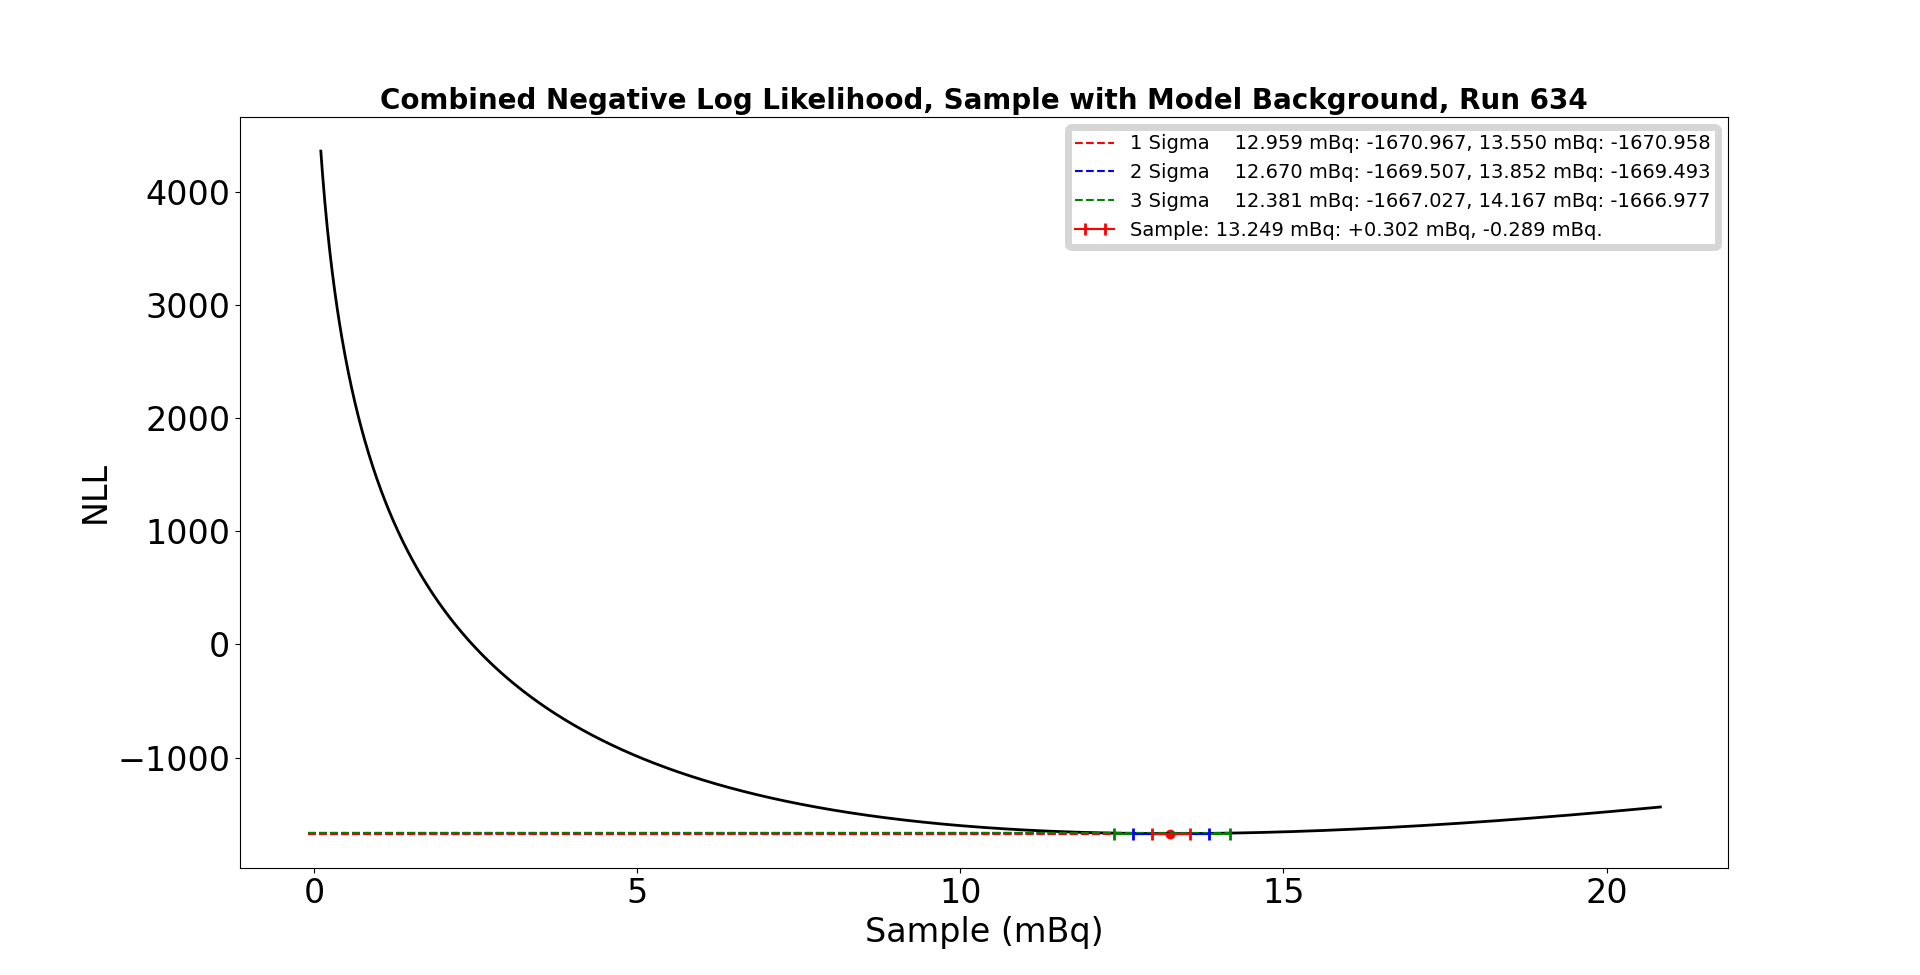 Combined Negative Log Likelihood, Sample with Model Background, Run 634
1 Sigma    12.959 mBq: -1670.967, 13.550 mBq: -1670.958
2 Sigma    12.670 mBq: -1669.507, 13.852 mBq: -1669.493
3 Sigma    12.381 mBq: -1667.027, 14.167 mBq: -1666.977
Sample: 13.249 mBq: +0.302 mBq, -0.289 mBq.
4000
3000
2000
1000
0
−1000
NLL
0 5 10 15 20
Sample (mBq)